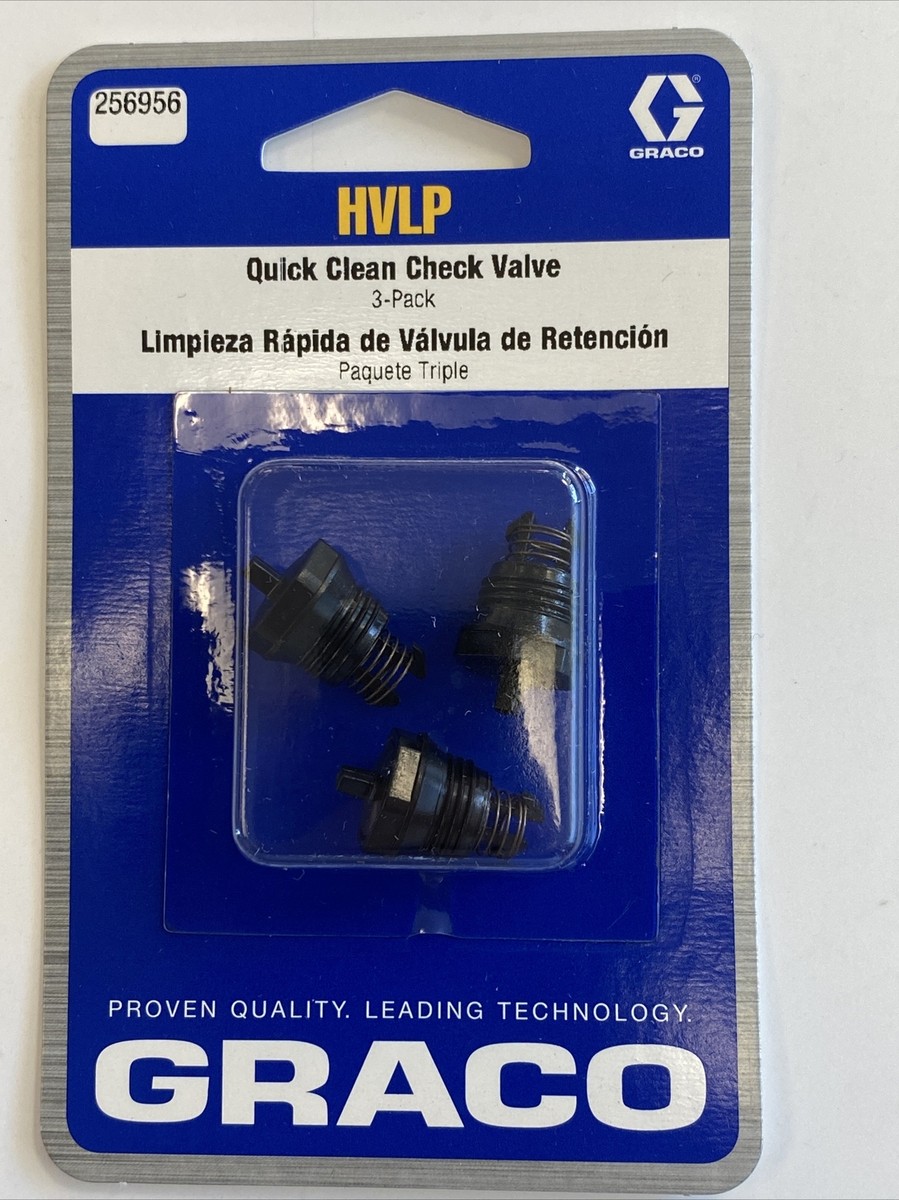 256956
GRACO
HVLP
Quick Clean Check Valve
3-Pack
Limpieza Rápida de Válvula de Retención
Paquete Triple
PROVEN QUALITY. LEADING TECHNOLOGY.
GRACO